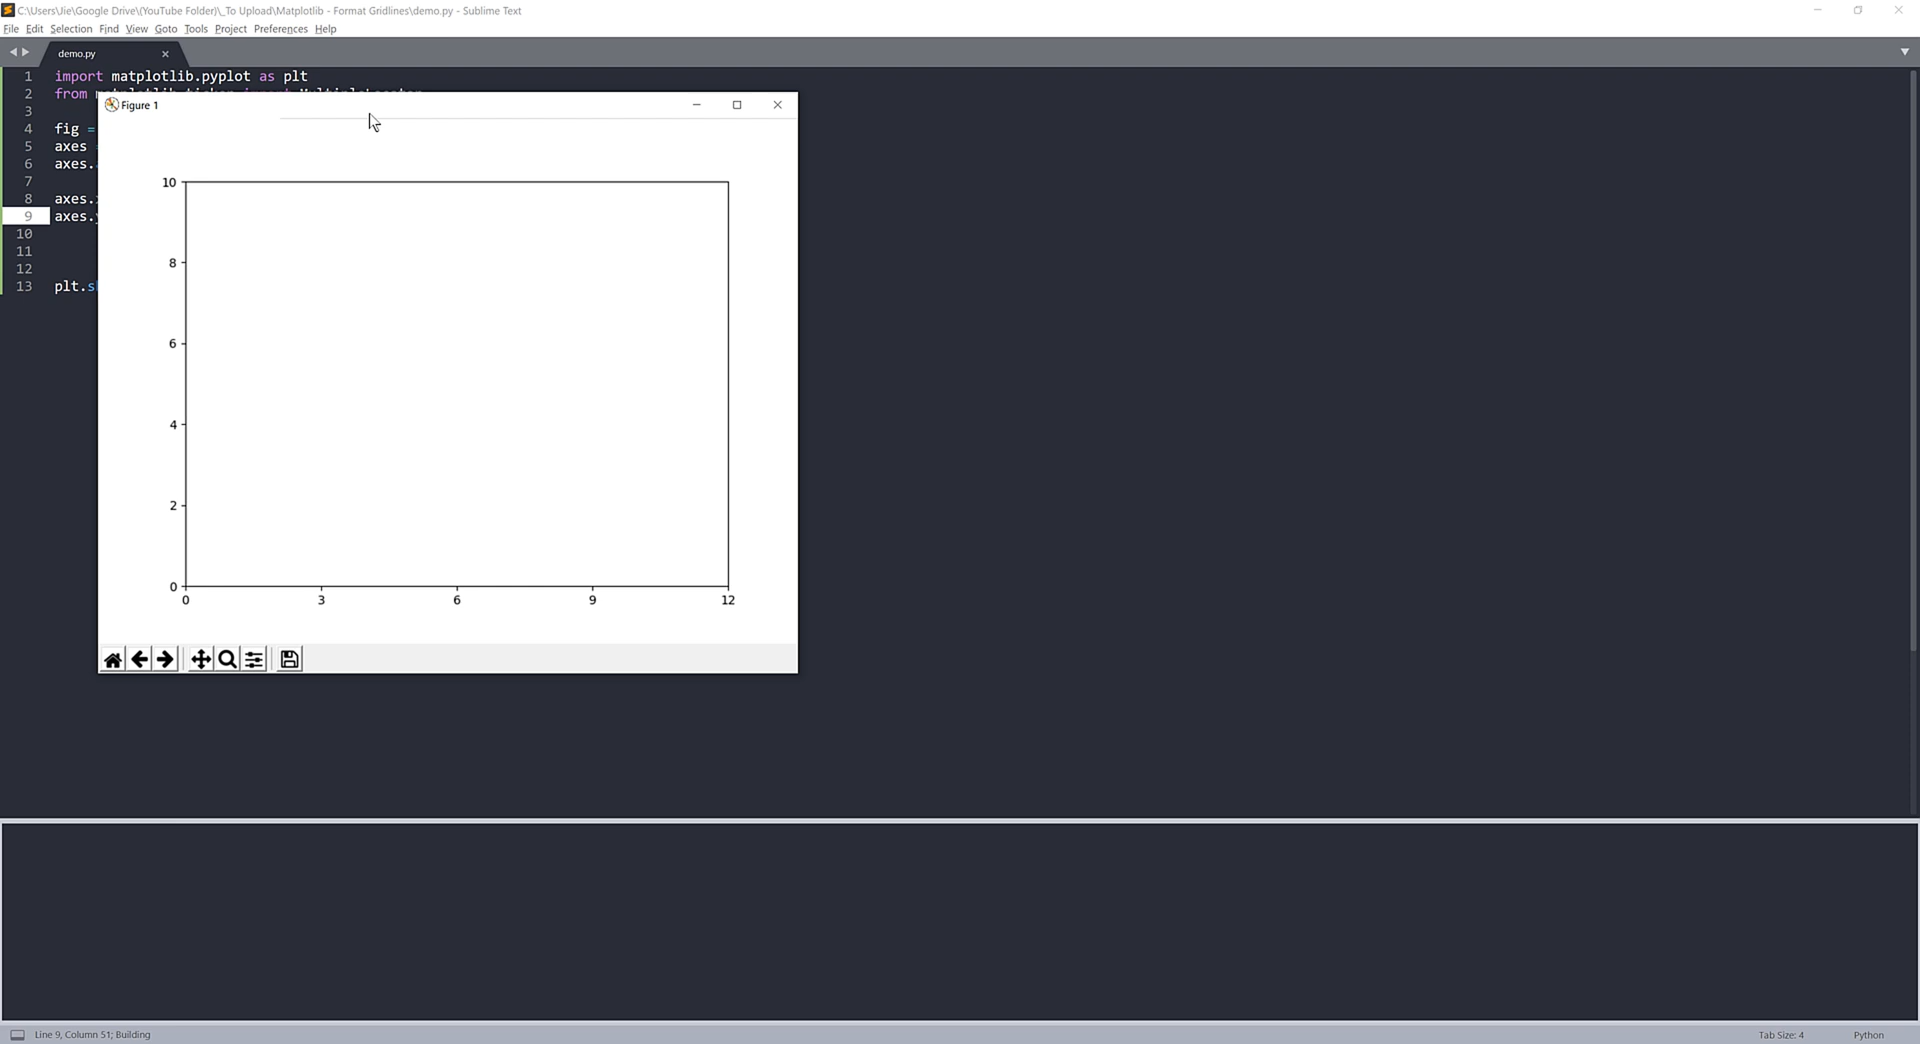 C:\Users\Jie\Google Drive\(YouTube Folder)\_To Upload\Matplotlib - Format Gridlines\demo.py - Sublime Text
File Edit Selection Find View Goto Tools Project Preferences Help
demo.py
1 import matplotlib.pyplot as plt
2 from
3
4 fig =
5 axes
6 axes.
7
8 axes.
9 axes.
10
11
12
13 plt.s
Figure 1
10
8
6
4
2
0
0 3 6 9 12
Line 9, Column 51; Building
Tab Size: 4
Python